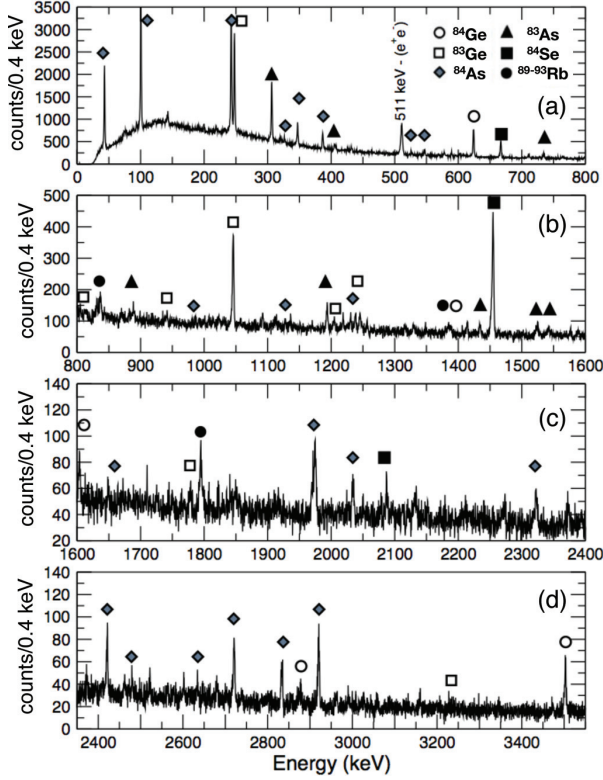 3500
3000
2500
2000
1500
1000
500
0
counts/0.4 keV
⁸⁴Ge ⁸³As
⁸³Ge ⁸⁴Se
⁸⁴As ⁸⁹⁻⁹³Rb
511 keV - (e⁺e⁻)
(a)
0 100 200 300 400 500 600 700 800
500
400
300
200
100
0
counts/0.4 keV
(b)
800 900 1000 1100 1200 1300 1400 1500 1600
140
120
100
80
60
40
20
counts/0.4 keV
(c)
1600 1700 1800 1900 2000 2100 2200 2300 2400
140
120
100
80
60
40
20
0
counts/0.4 keV
(d)
2400 2600 2800 3000 3200 3400
Energy (keV)